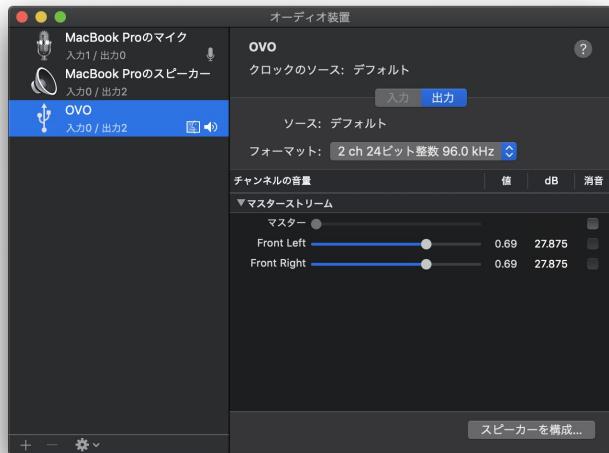 オーディオ装置
MacBook Proのマイク
入力1 / 出力0
MacBook Proのスピーカー
入力0 / 出力2
OVO
入力0 / 出力2
OVO
?
クロックのソース: デフォルト
入力 出力
ソース: デフォルト
フォーマット: 2 ch 24ビット整数 96.0 kHz
チャンネルの音量 値 dB 消音
▼マスターストリーム
マスター
Front Left 0.69 27.875
Front Right 0.69 27.875
スピーカーを構成...